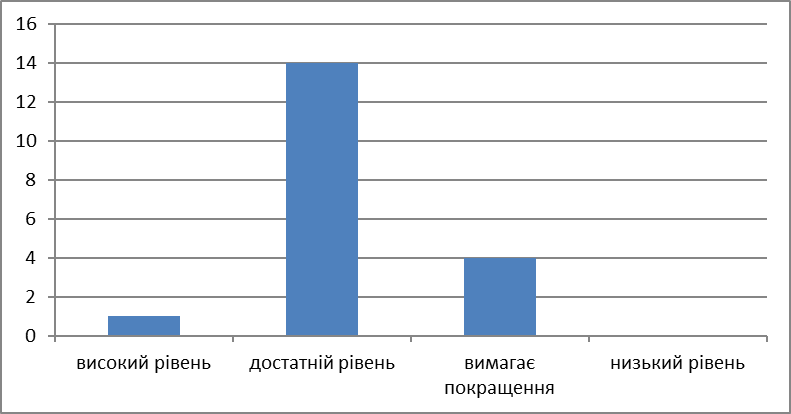 16
14
12
10
8
6
4
2
0
високий рівень
достатній рівень
вимагає
покращення
низький рівень